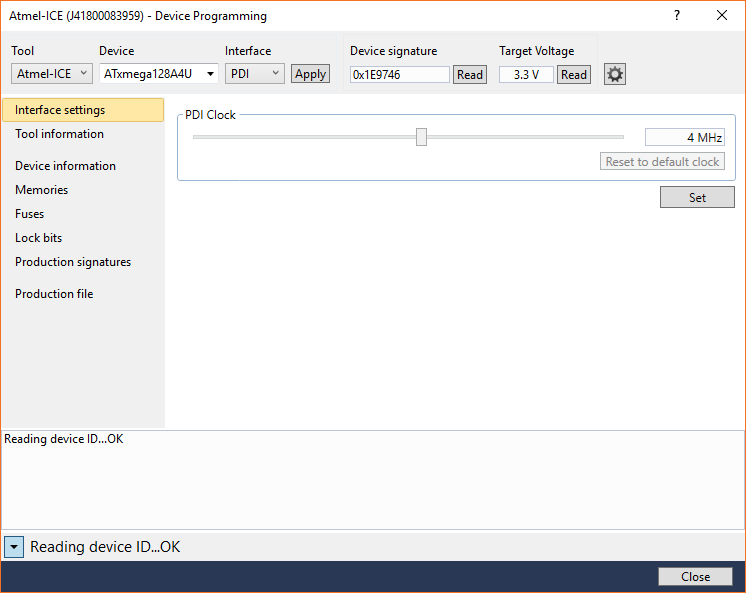 Atmel-ICE (J41800083959) - Device Programming
?
Tool Device Interface Device signature Target Voltage
Atmel-ICE ATxmega128A4U PDI Apply 0x1E9746 Read 3.3 V Read
Interface settings
Tool information
Device information
Memories
Fuses
Lock bits
Production signatures
Production file
PDI Clock
4 MHz
Reset to default clock
Set
Reading device ID...OK
Reading device ID...OK
Close